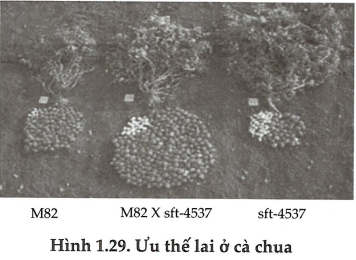 M82 M82 X sft-4537 sft-4537
Hình 1.29. Ưu thế lai ở cà chua